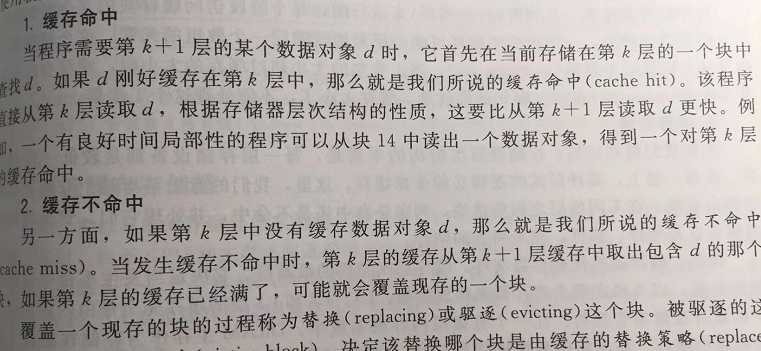 1. 缓存命中
当程序需要第 k+1 层的某个数据对象 d 时，它首先在当前存储在第 k 层的一个块中
查找 d。如果 d 刚好缓存在第 k 层中，那么就是我们所说的缓存命中(cache hit)。该程序
直接从第 k 层读取 d，根据存储器层次结构的性质，这要比从第 k+1 层读取 d 更快。例
如，一个有良好时间局部性的程序可以从块 14 中读出一个数据对象，得到一个对第 k 层
的缓存命中。
2. 缓存不命中
另一方面，如果第 k 层中没有缓存数据对象 d，那么就是我们所说的缓存不命中
cache miss)。当发生缓存不命中时，第 k 层的缓存从第 k+1 层缓存中取出包含 d 的那个
块，如果第 k 层的缓存已经满了，可能就会覆盖现存的一个块。
覆盖一个现存的块的过程称为替换(replacing)或驱逐(evicting)这个块。被驱逐的这
block)。决定该替换哪个块是由缓存的替换策略(replace